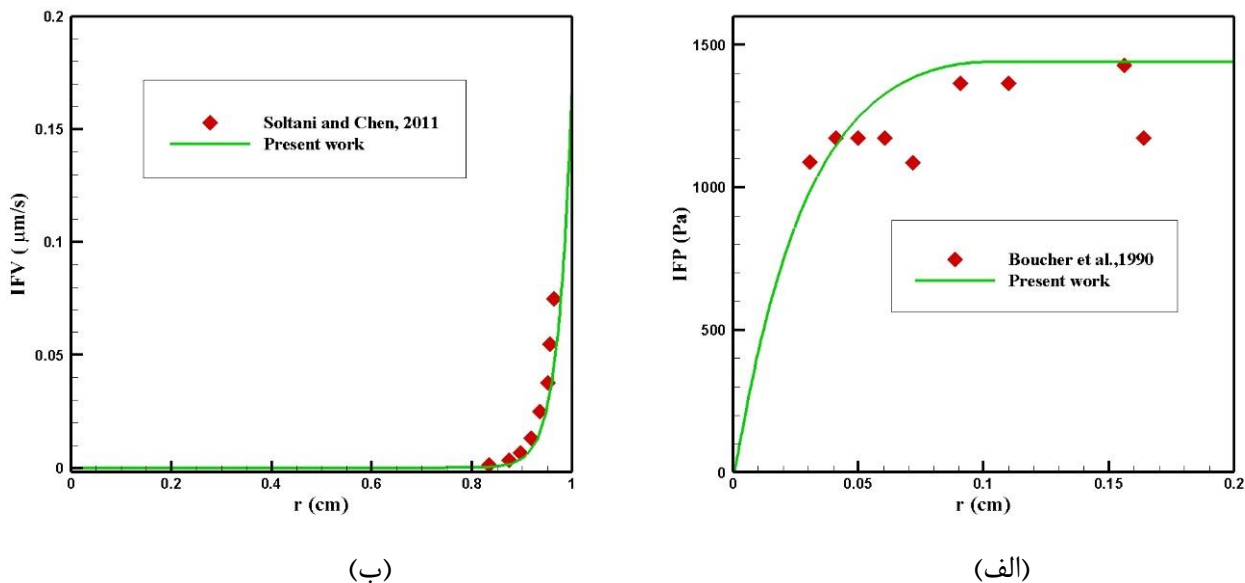 0.2
0.15
0.1
0.05
0
IFV ( μm/s)
Soltani and Chen, 2011
Present work
0 0.2 0.4 0.6 0.8 1
r (cm)
(ب)
1500
1000
500
0
IFP (Pa)
Boucher et al.,1990
Present work
0 0.05 0.1 0.15 0.2
r (cm)
(الف)